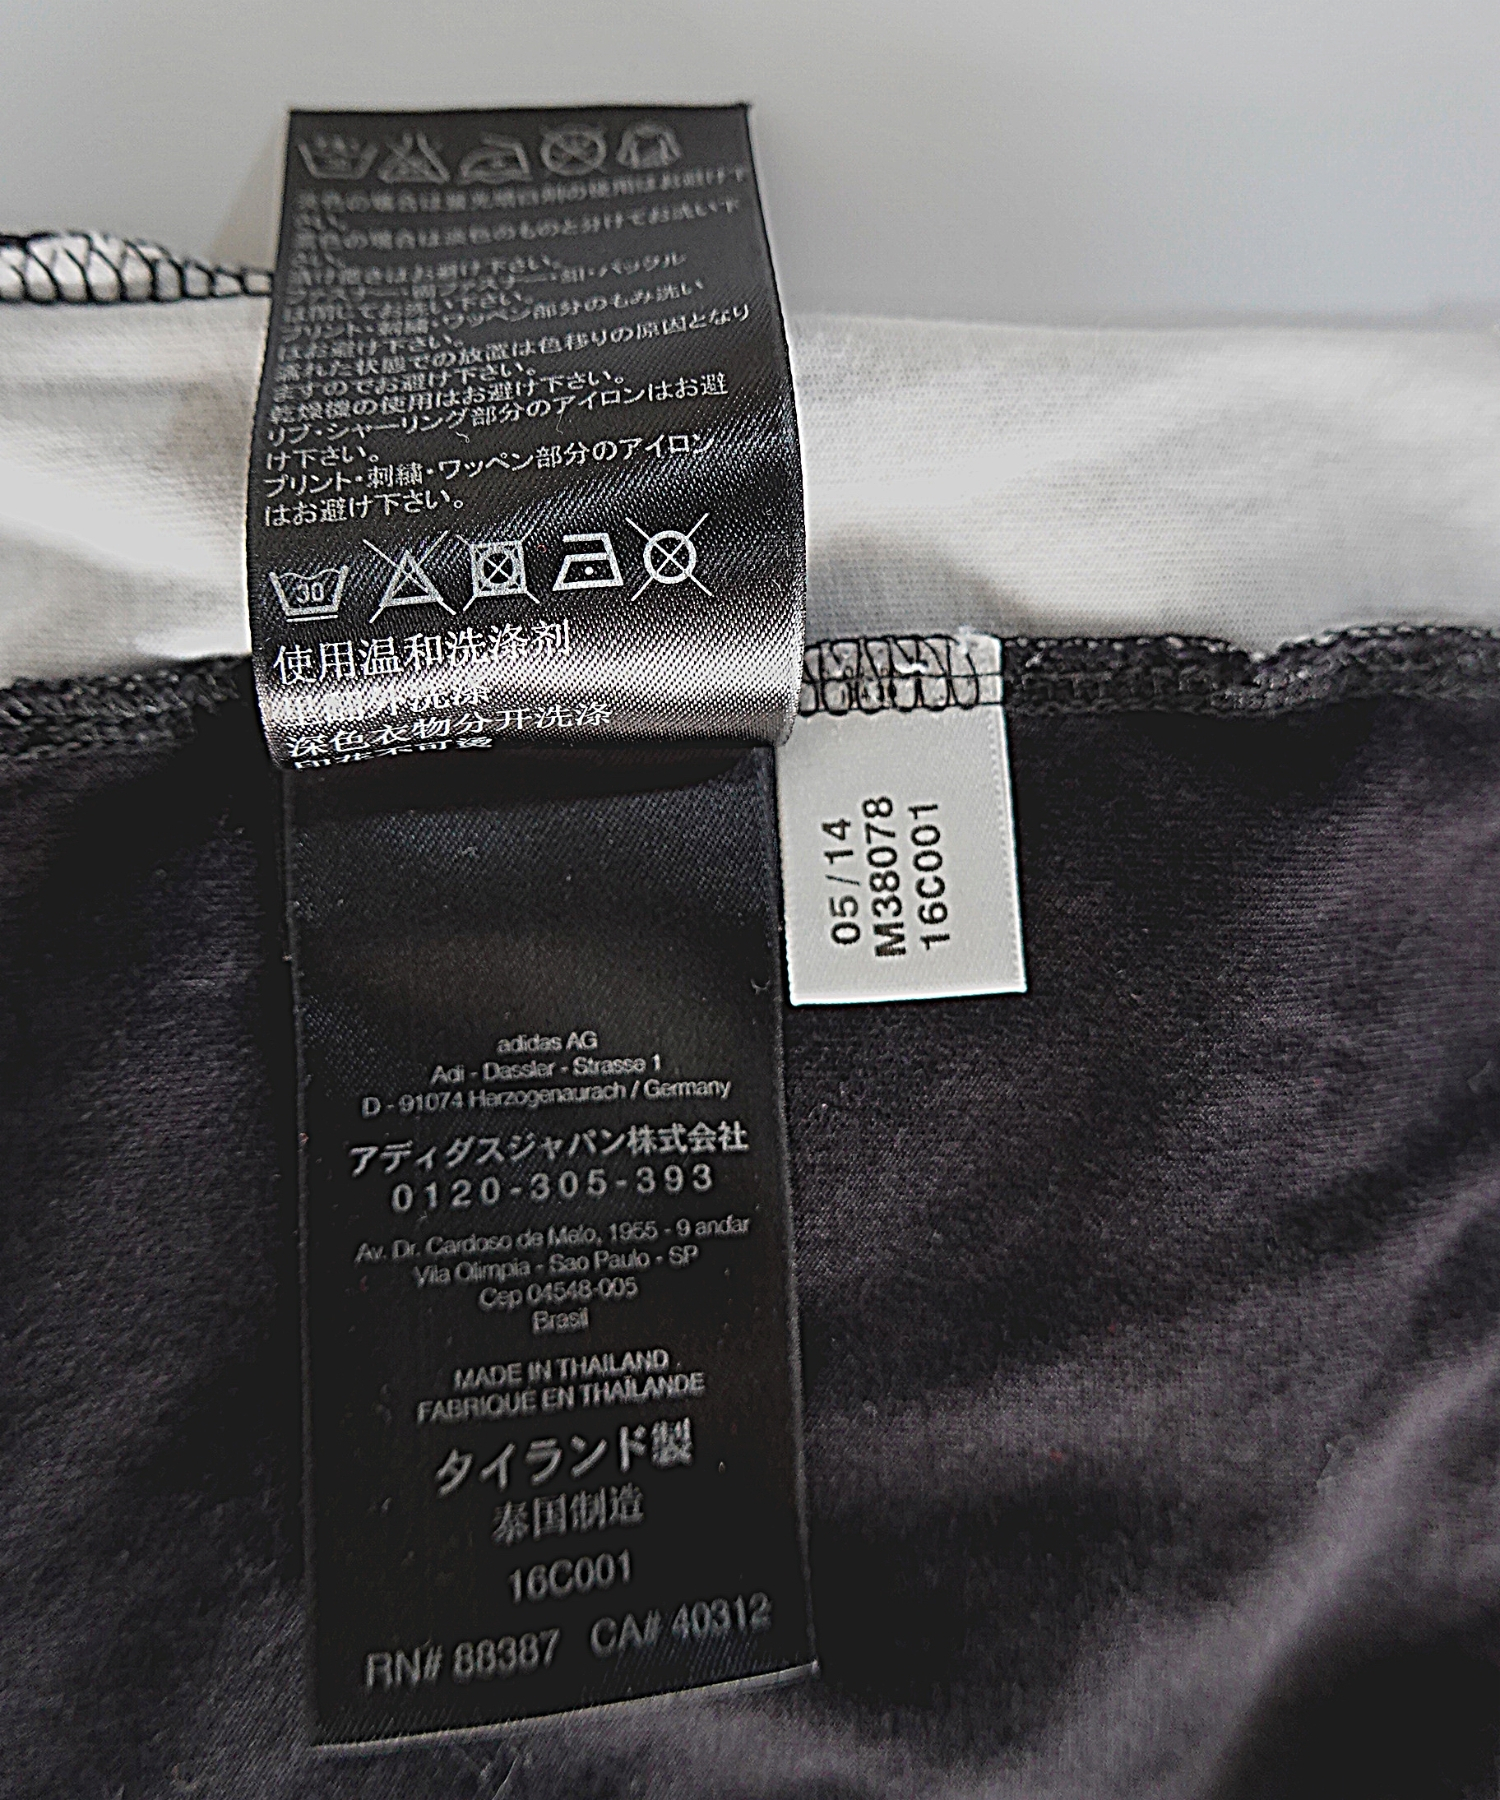 淡色の場合は蛍光増白剤の使用はお避け下
さい。
濃色の場合は淡色のものと分けてお洗い下
さい。
漬け置きはお避け下さい。
ファスナー・面ファスナー・釦・バックル
は閉じてお洗い下さい。
プリント・刺繍・ワッペン部分のもみ洗い
はお避け下さい。
濡れた状態での放置は色移りの原因となり
ますのでお避け下さい。
乾燥機の使用はお避け下さい。
リブ・シャーリング部分のアイロンはお避
け下さい。
プリント・刺繍・ワッペン部分のアイロン
はお避け下さい。
30
使用温和洗涤剂
深色衣物分开洗涤
印花不可烫
05/14
M38078
16C001
adidas AG
Adi - Dassler - Strasse 1
D - 91074 Herzogenaurach / Germany
アディダスジャパン株式会社
0120-305-393
Av. Dr. Cardoso de Melo, 1955 - 9 andar
Vila Olimpia - Sao Paulo - SP
Cep 04548-005
Brasil
MADE IN THAILAND
FABRIQUE EN THAÏLANDE
タイランド製
泰国制造
16C001
RN# 88387 CA# 40312